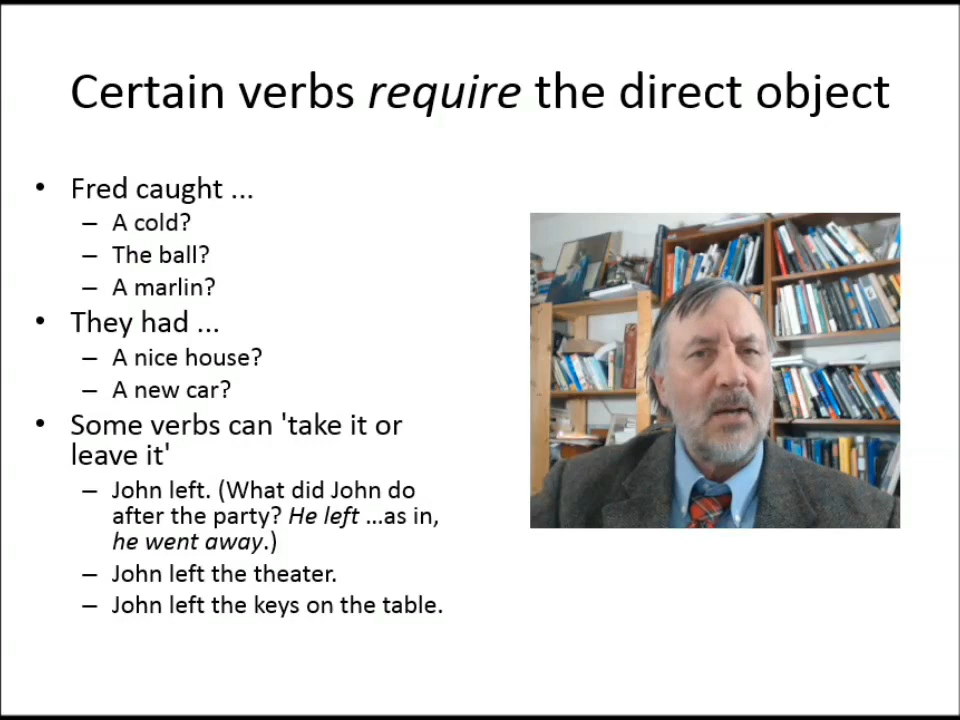 Certain verbs require the direct object
• Fred caught ...
– A cold?
– The ball?
– A marlin?
• They had ...
– A nice house?
– A new car?
• Some verbs can 'take it or
leave it'
– John left. (What did John do
after the party? He left ...as in,
he went away.)
– John left the theater.
– John left the keys on the table.